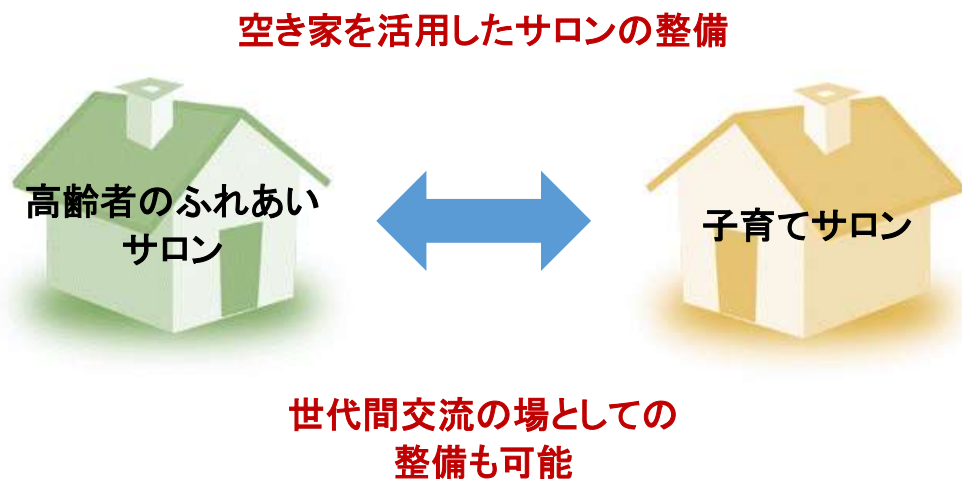 空き家を活用したサロンの整備
高齢者のふれあい
サロン
子育てサロン
世代間交流の場としての
整備も可能